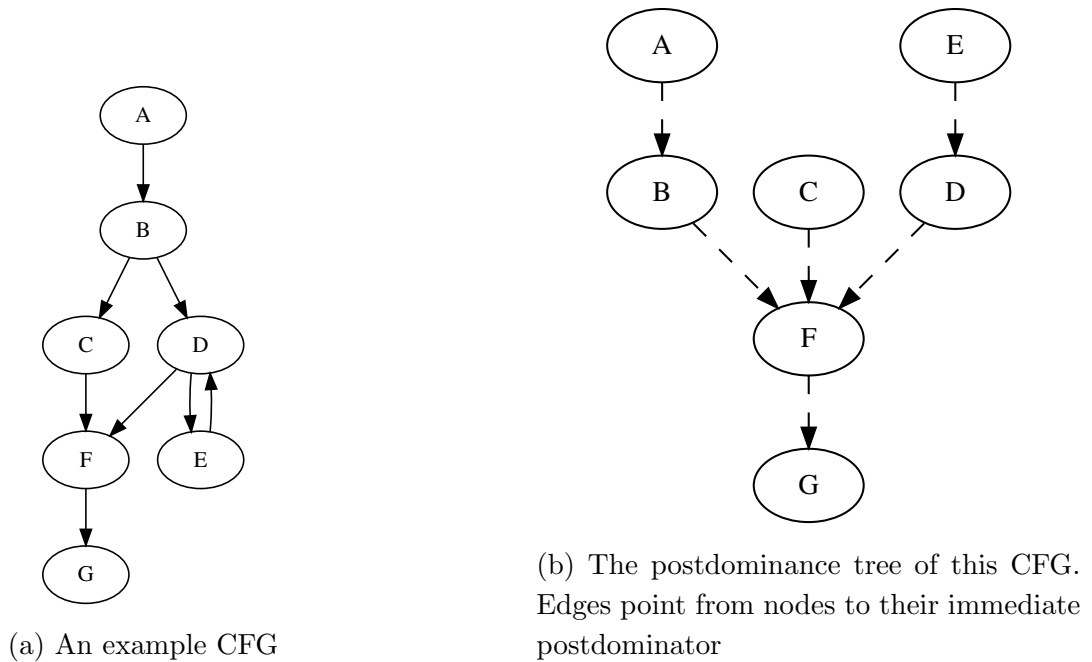 A
B
C D
F E
G
(a) An example CFG
A E
B C D
F
G
(b) The postdominance tree of this CFG.
Edges point from nodes to their immediate
postdominator